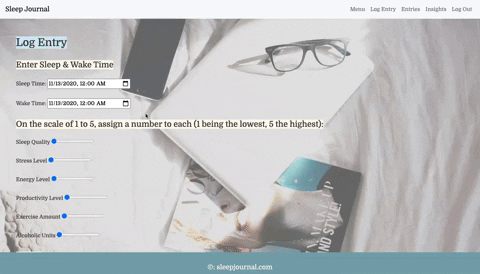 Sleep Journal
Menu Log Entry Entries Insights Log Out
Log Entry
Enter Sleep & Wake Time
Sleep Time: 11/13/2020, 12:00 AM
Wake Time: 11/13/2020, 12:00 AM
On the scale of 1 to 5, assign a number to each (1 being the lowest, 5 the highest):
Sleep Quality
Stress Level
Energy Level
Productivity Level
Exercise Amount
Alcoholic Units
©: sleepjournal.com